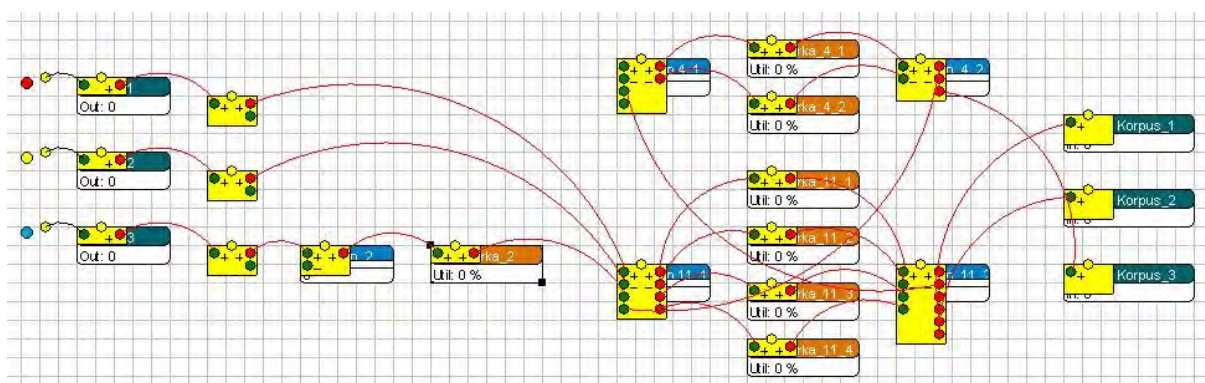 1
Out: 0
2
Out: 0
3
Out: 0
rka_2
Util: 0 %
rka_4_1
Util: 0 %
rka_4_2
Util: 0 %
rka_11_1
Util: 0 %
rka_11_2
Util: 0 %
rka_11_3
Util: 0 %
rka_11_4
Util: 0 %
Korpus_1
Korpus_2
Korpus_3